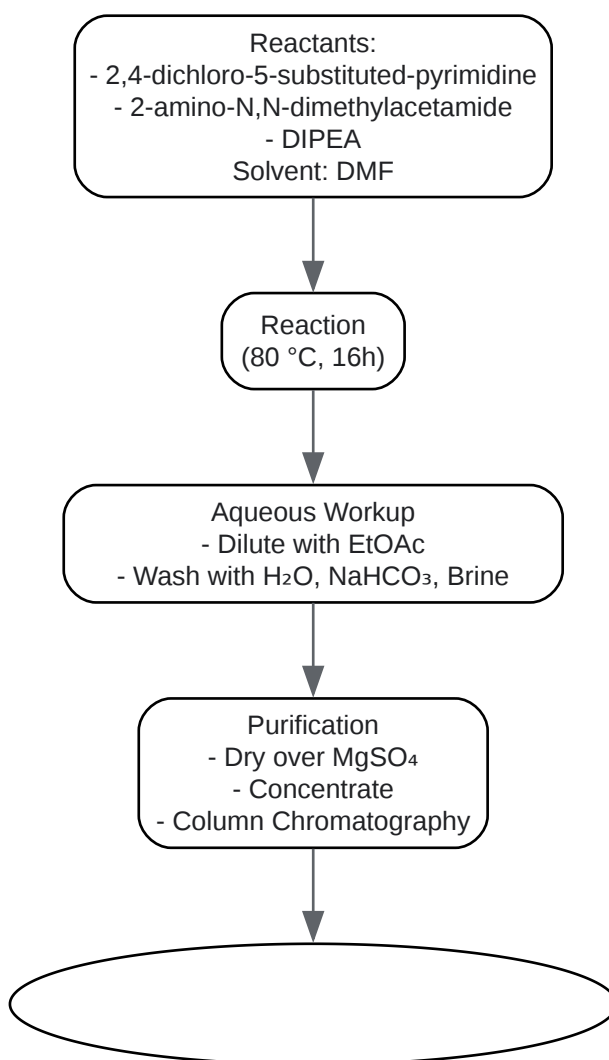 Reactants:
- 2,4-dichloro-5-substituted-pyrimidine
- 2-amino-N,N-dimethylacetamide
- DIPEA
Solvent: DMF
Reaction
(80 °C, 16h)
Aqueous Workup
- Dilute with EtOAc
- Wash with H₂O, NaHCO₃, Brine
Purification
- Dry over MgSO₄
- Concentrate
- Column Chromatography